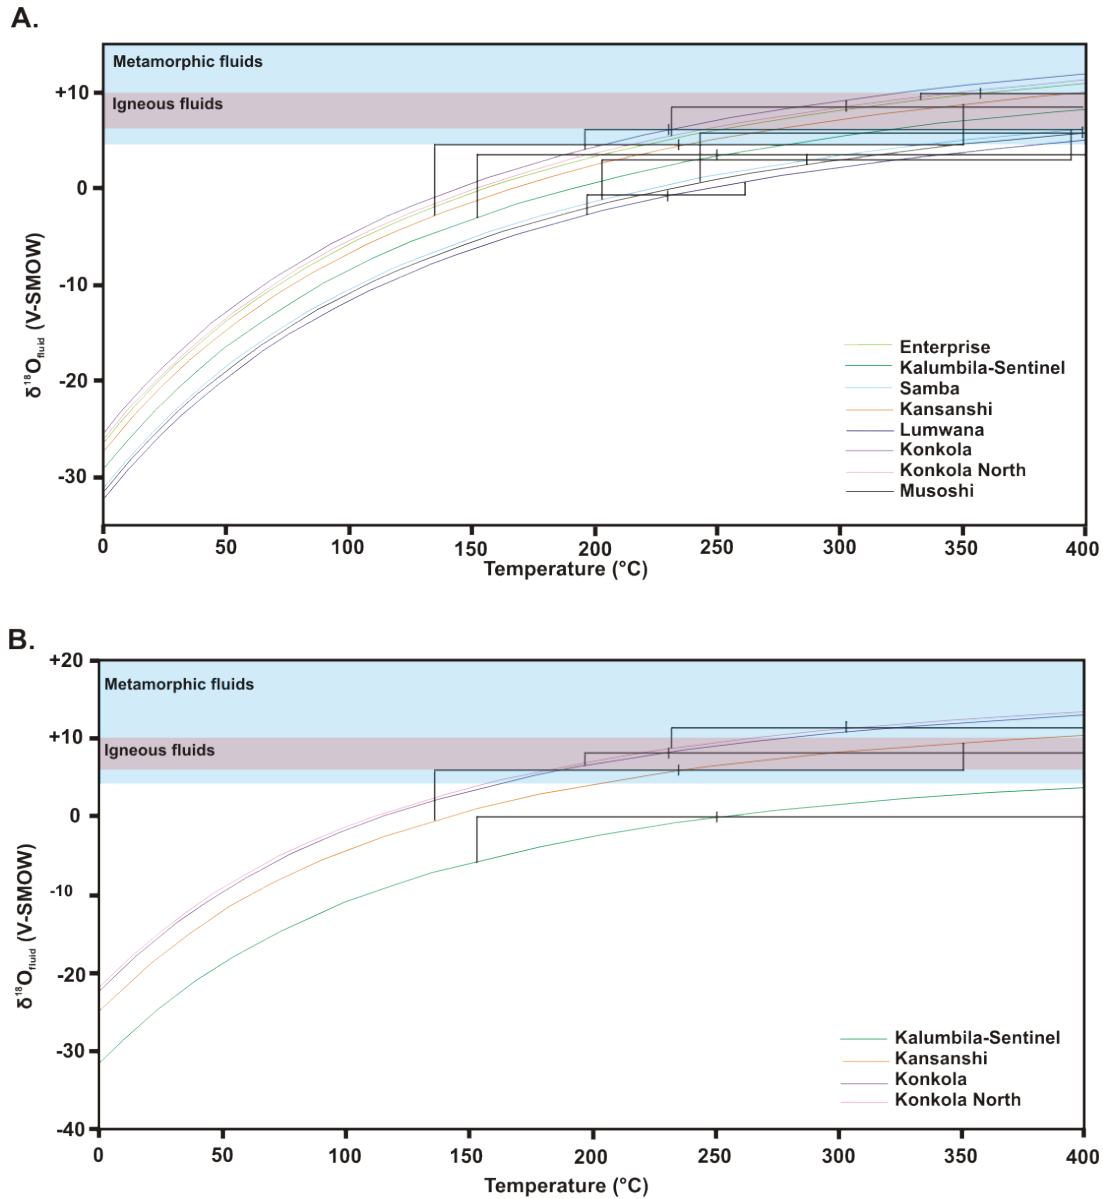 A.
Metamorphic fluids
Igneous fluids
+10
0
-10
-20
-30
δ¹⁸Ofluid (V-SMOW)
Enterprise
Kalumbila-Sentinel
Samba
Kansanshi
Lumwana
Konkola
Konkola North
Musoshi
0 50 100 150 200 250 300 350 400
Temperature (°C)
B.
+20
Metamorphic fluids
+10
Igneous fluids
0
-10
-20
-30
-40
δ¹⁸Ofluid (V-SMOW)
Kalumbila-Sentinel
Kansanshi
Konkola
Konkola North
0 50 100 150 200 250 300 350 400
Temperature (°C)